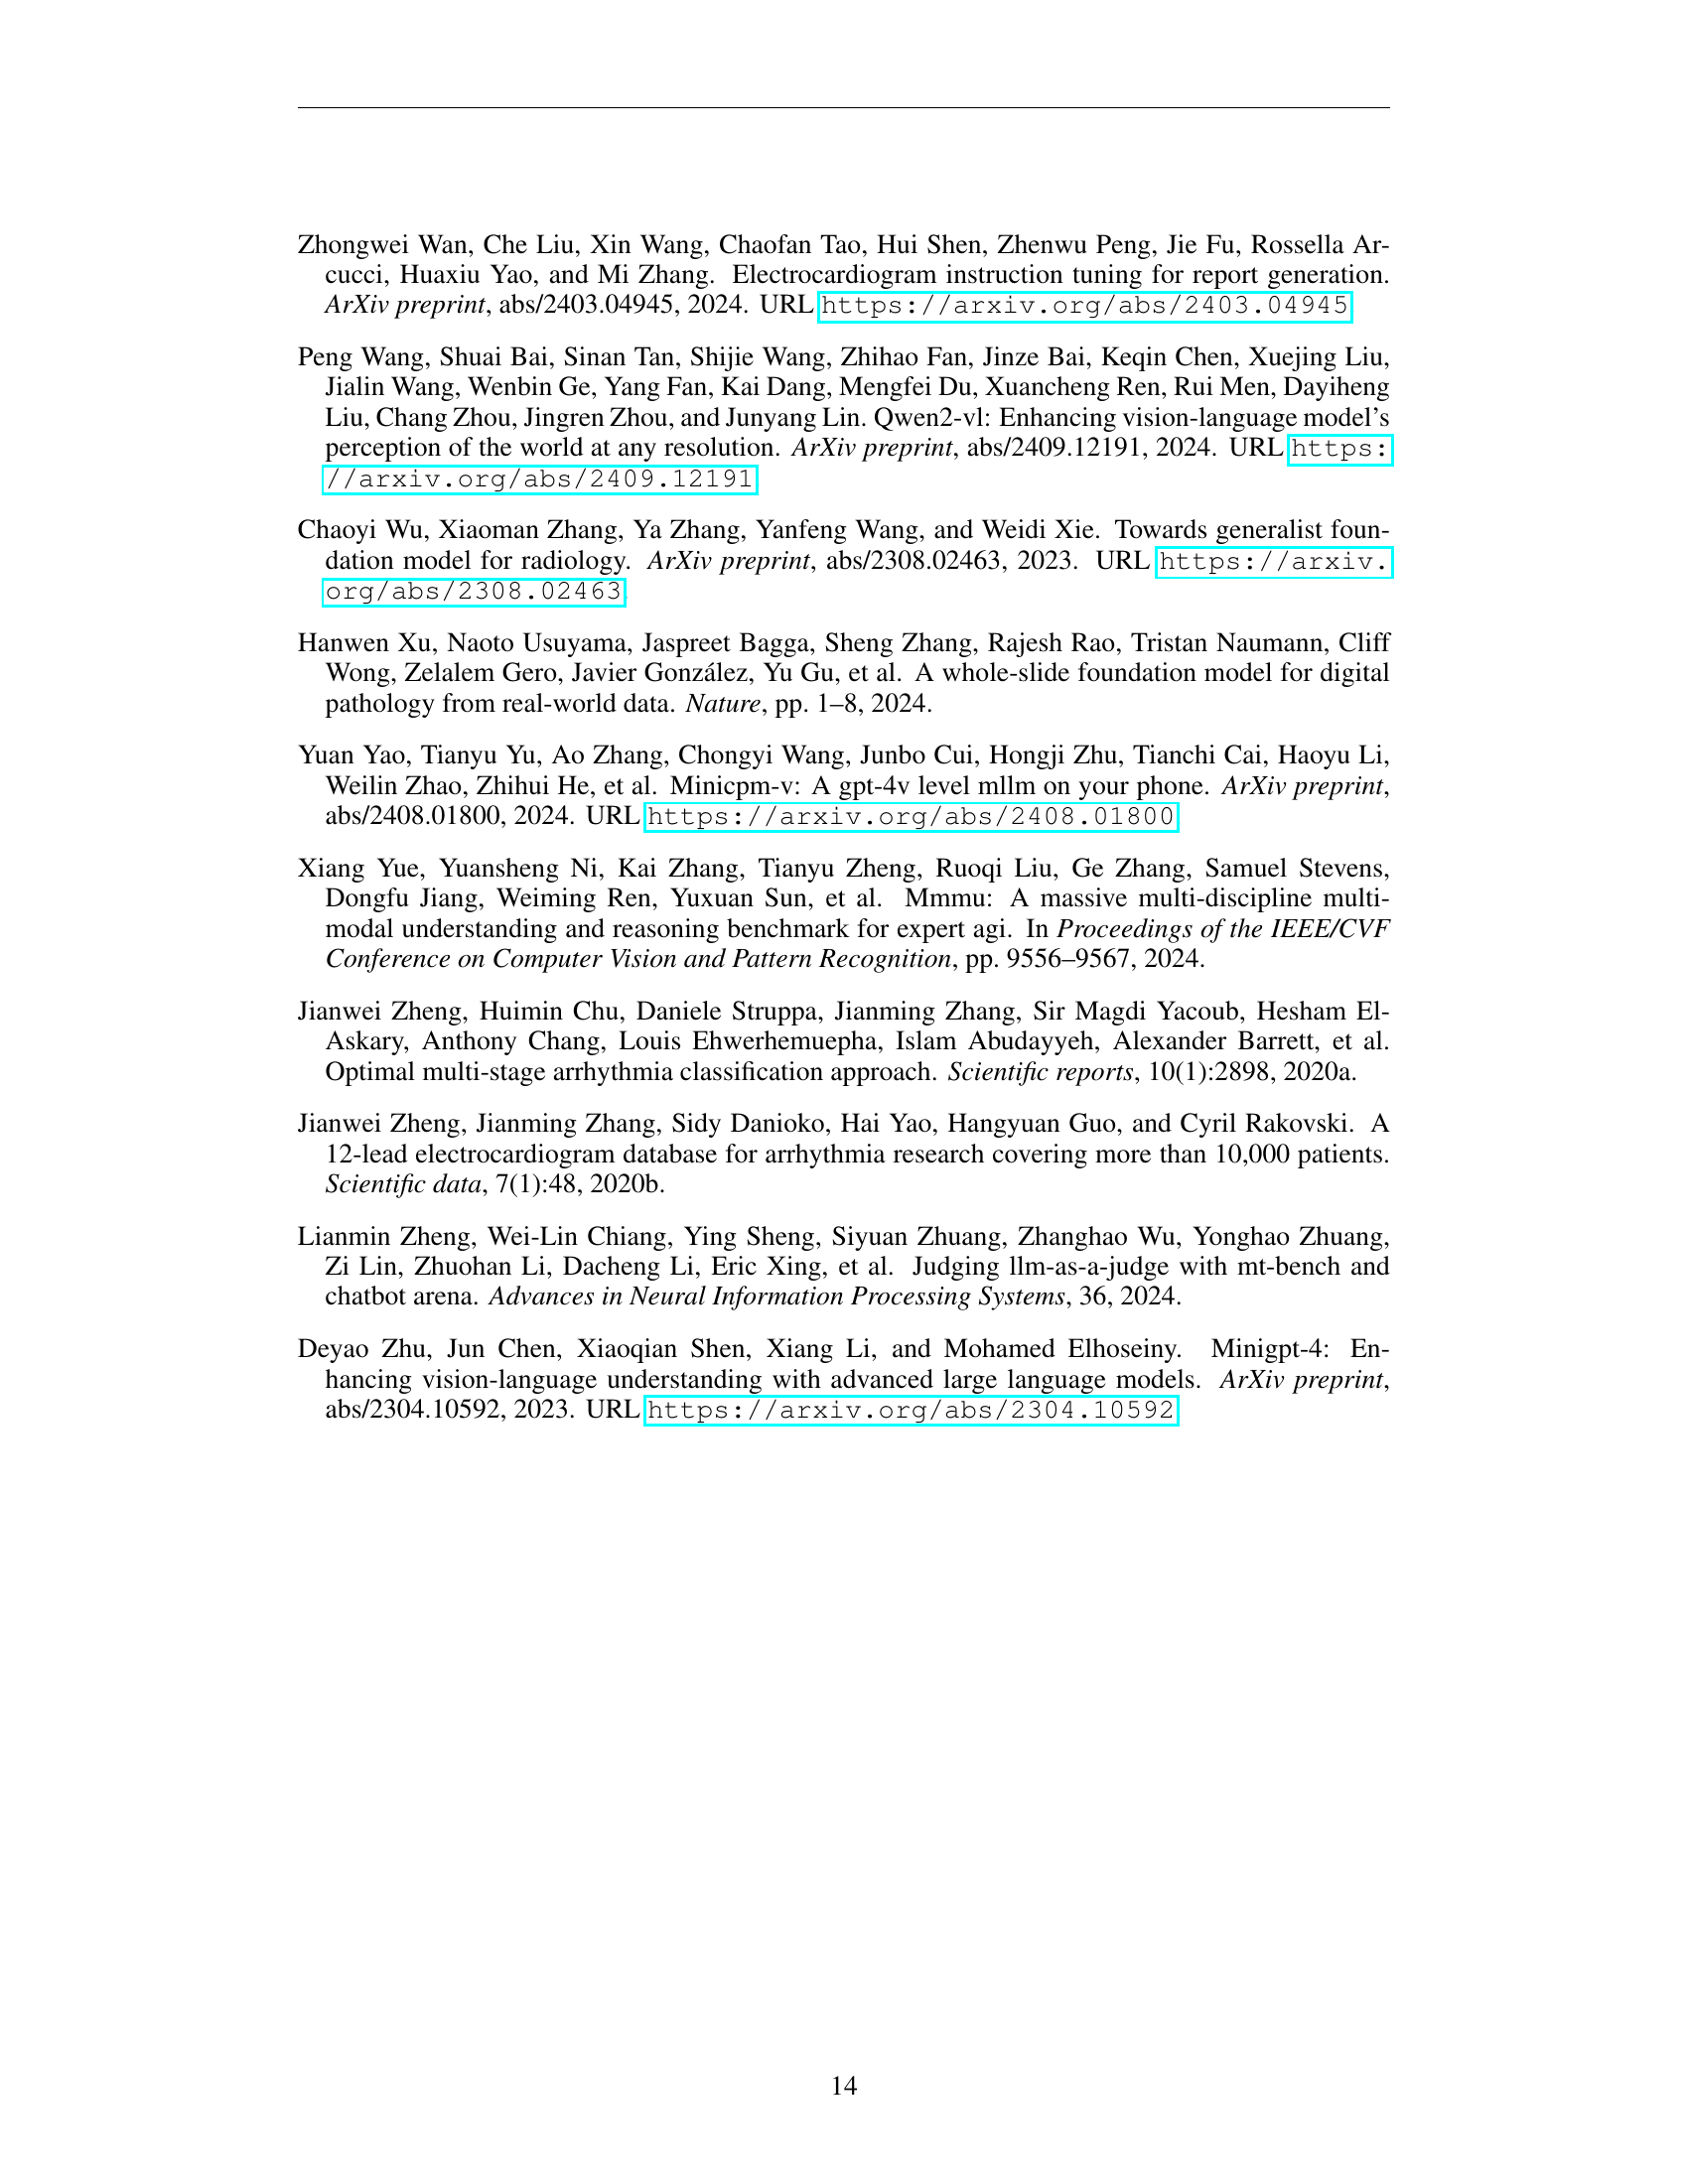 Zhongwei Wan, Che Liu, Xin Wang, Chaofan Tao, Hui Shen, Zhenwu Peng, Jie Fu, Rossella Ar-
cucci, Huaxiu Yao, and Mi Zhang. Electrocardiogram instruction tuning for report generation.
ArXiv preprint, abs/2403.04945, 2024. URL https://arxiv.org/abs/2403.04945.
Peng Wang, Shuai Bai, Sinan Tan, Shijie Wang, Zhihao Fan, Jinze Bai, Keqin Chen, Xuejing Liu,
Jialin Wang, Wenbin Ge, Yang Fan, Kai Dang, Mengfei Du, Xuancheng Ren, Rui Men, Dayiheng
Liu, Chang Zhou, Jingren Zhou, and Junyang Lin. Qwen2-vl: Enhancing vision-language model's
perception of the world at any resolution. ArXiv preprint, abs/2409.12191, 2024. URL https:
//arxiv.org/abs/2409.12191.
Chaoyi Wu, Xiaoman Zhang, Ya Zhang, Yanfeng Wang, and Weidi Xie. Towards generalist foun-
dation model for radiology. ArXiv preprint, abs/2308.02463, 2023. URL https://arxiv.
org/abs/2308.02463.
Hanwen Xu, Naoto Usuyama, Jaspreet Bagga, Sheng Zhang, Rajesh Rao, Tristan Naumann, Cliff
Wong, Zelalem Gero, Javier González, Yu Gu, et al. A whole-slide foundation model for digital
pathology from real-world data. Nature, pp. 1–8, 2024.
Yuan Yao, Tianyu Yu, Ao Zhang, Chongyi Wang, Junbo Cui, Hongji Zhu, Tianchi Cai, Haoyu Li,
Weilin Zhao, Zhihui He, et al. Minicpm-v: A gpt-4v level mllm on your phone. ArXiv preprint,
abs/2408.01800, 2024. URL https://arxiv.org/abs/2408.01800.
Xiang Yue, Yuansheng Ni, Kai Zhang, Tianyu Zheng, Ruoqi Liu, Ge Zhang, Samuel Stevens,
Dongfu Jiang, Weiming Ren, Yuxuan Sun, et al. Mmmu: A massive multi-discipline multi-
modal understanding and reasoning benchmark for expert agi. In Proceedings of the IEEE/CVF
Conference on Computer Vision and Pattern Recognition, pp. 9556–9567, 2024.
Jianwei Zheng, Huimin Chu, Daniele Struppa, Jianming Zhang, Sir Magdi Yacoub, Hesham El-
Askary, Anthony Chang, Louis Ehwerhemuepha, Islam Abudayyeh, Alexander Barrett, et al.
Optimal multi-stage arrhythmia classification approach. Scientific reports, 10(1):2898, 2020a.
Jianwei Zheng, Jianming Zhang, Sidy Danioko, Hai Yao, Hangyuan Guo, and Cyril Rakovski. A
12-lead electrocardiogram database for arrhythmia research covering more than 10,000 patients.
Scientific data, 7(1):48, 2020b.
Lianmin Zheng, Wei-Lin Chiang, Ying Sheng, Siyuan Zhuang, Zhanghao Wu, Yonghao Zhuang,
Zi Lin, Zhuohan Li, Dacheng Li, Eric Xing, et al. Judging llm-as-a-judge with mt-bench and
chatbot arena. Advances in Neural Information Processing Systems, 36, 2024.
Deyao Zhu, Jun Chen, Xiaoqian Shen, Xiang Li, and Mohamed Elhoseiny. Minigpt-4: En-
hancing vision-language understanding with advanced large language models. ArXiv preprint,
abs/2304.10592, 2023. URL https://arxiv.org/abs/2304.10592.
14